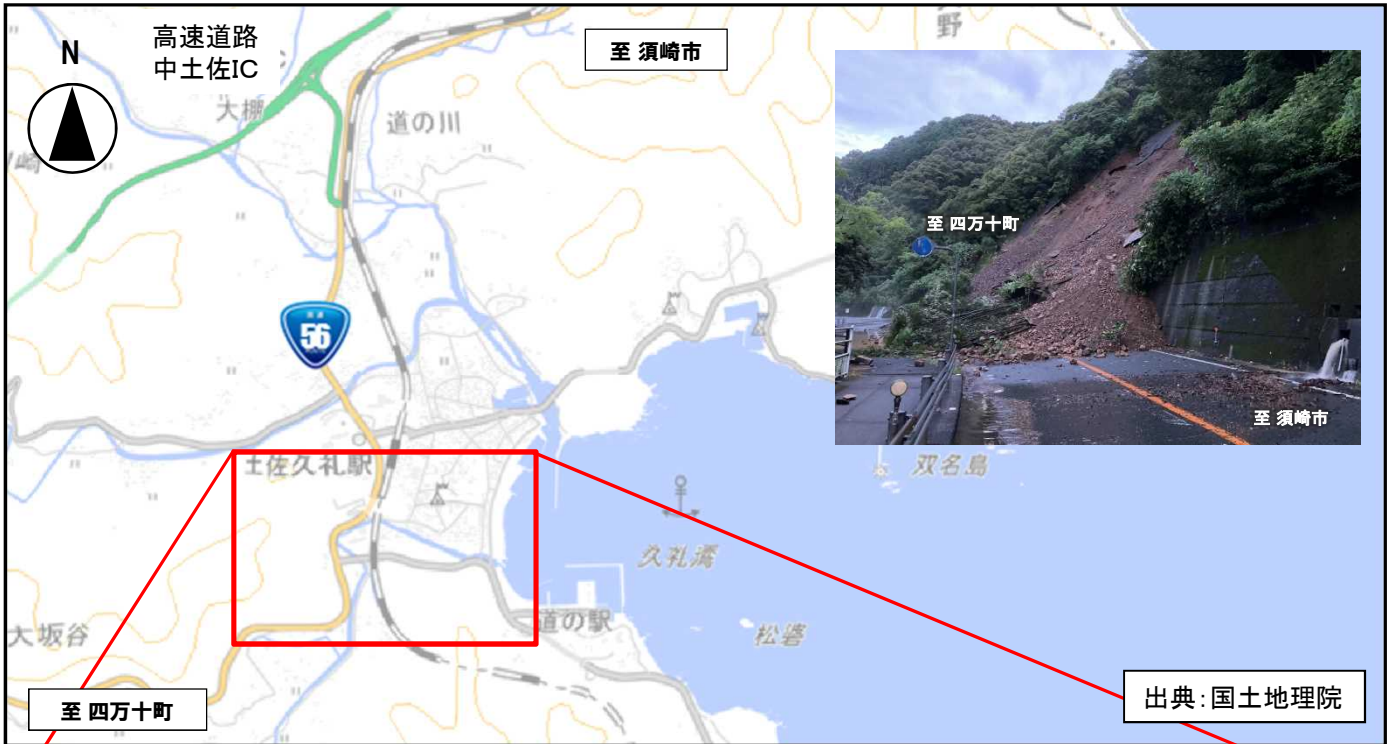 N
高速道路
中土佐IC
至 須崎市
野
大棚
道の川
崎
56
土佐久礼駅
双名島
久礼湾
道の駅
大坂谷
松碆
至 四万十町
出典：国土地理院
至 四万十町
至 須崎市